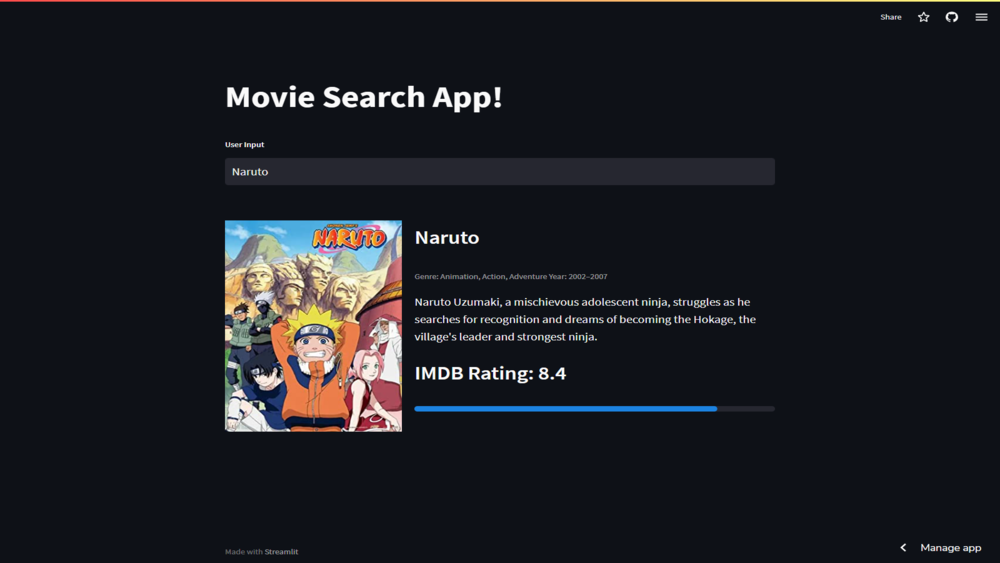 Share
Movie Search App!
User Input
Naruto
NARUTO
Naruto
Genre: Animation, Action, Adventure Year: 2002–2007
Naruto Uzumaki, a mischievous adolescent ninja, struggles as he
searches for recognition and dreams of becoming the Hokage, the
village's leader and strongest ninja.
IMDB Rating: 8.4
Made with Streamlit
Manage app